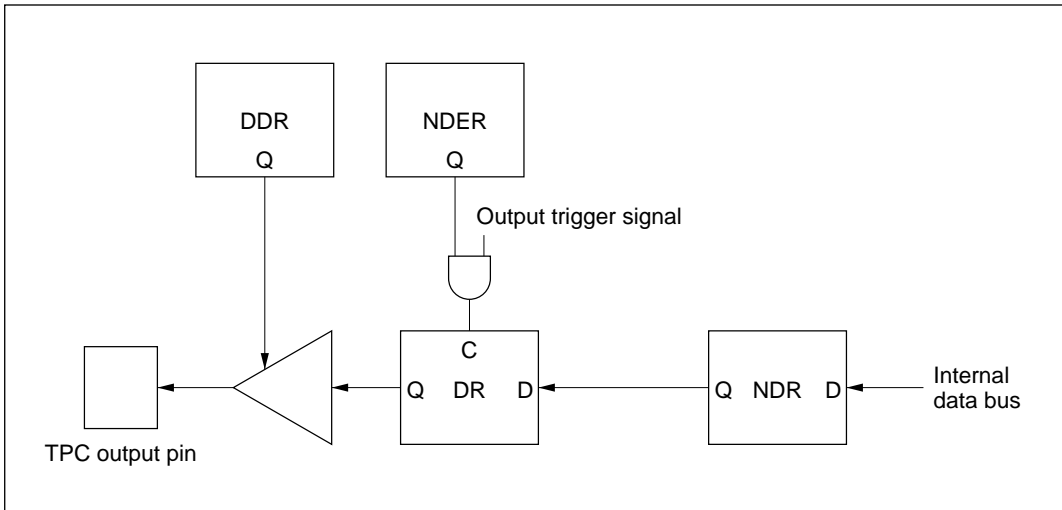 DDR
Q
NDER
Q
Output trigger signal
C
Q DR D
Q NDR D
Internal
data bus
TPC output pin